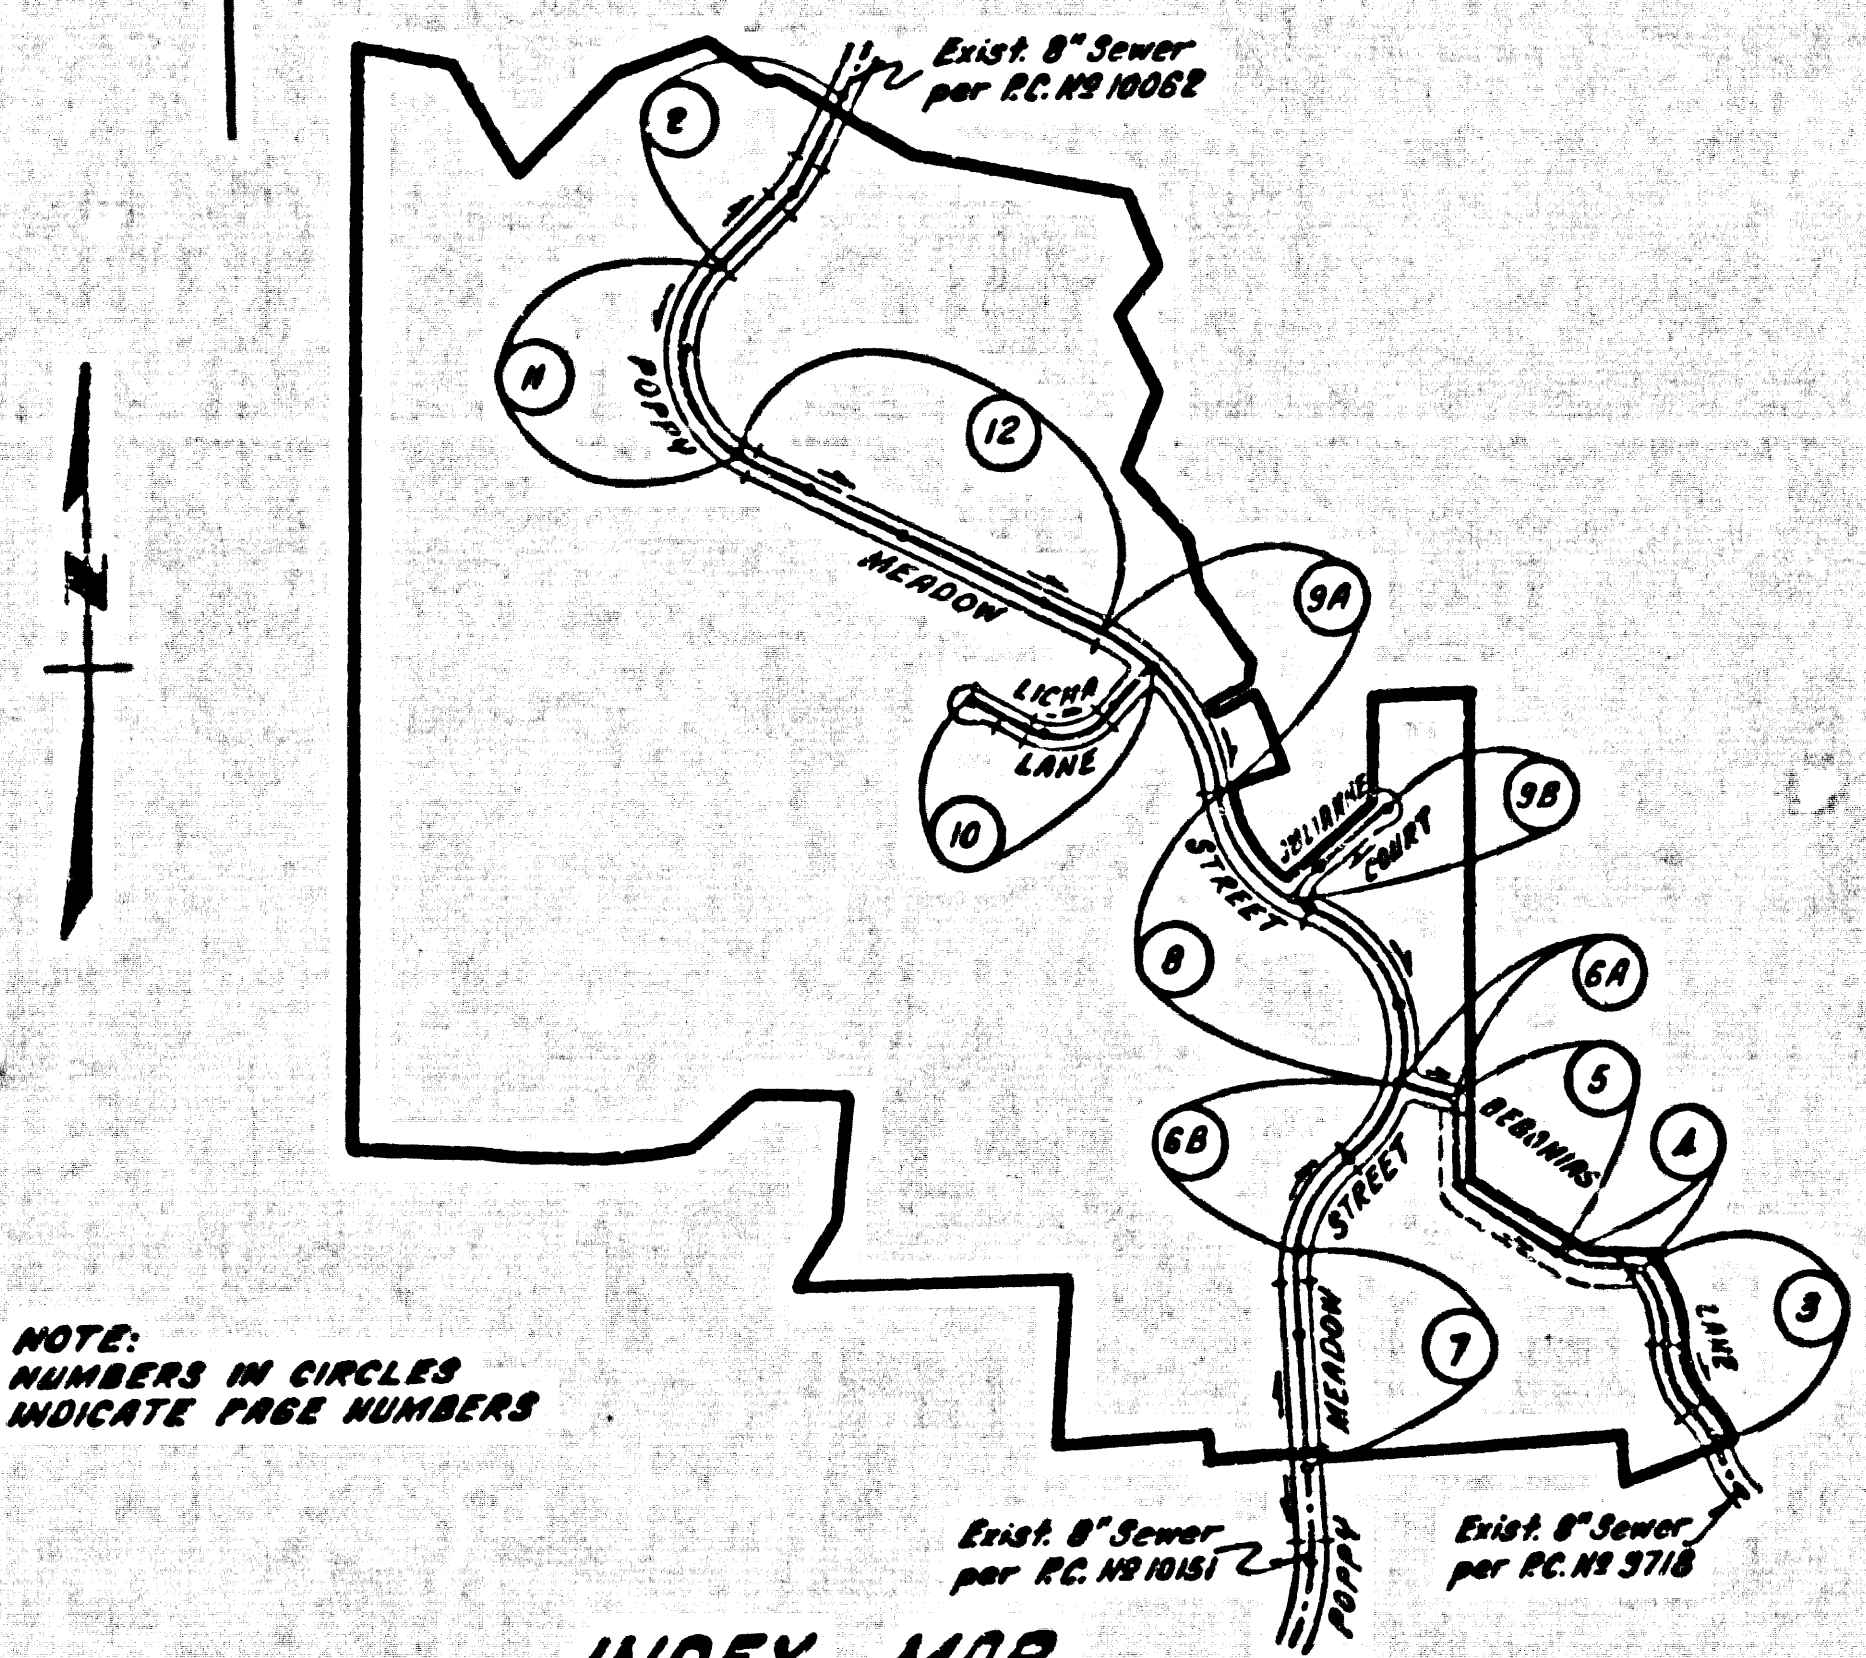 Exist. 8" Sewer
per P.C. Nº 10062
2
11
12
9A
9B
10
8
6A
5
6B
4
3
7
N
POPPY
MEADOW
STREET
LICHA
LANE
COURT
STREET
MEADOW
POPPY
LANE
NOTE:
NUMBERS IN CIRCLES
INDICATE PAGE NUMBERS
Exist. 8" Sewer
per P.C. Nº 10151
Exist. 8" Sewer
per P.C. Nº 9718
INDEX MAP